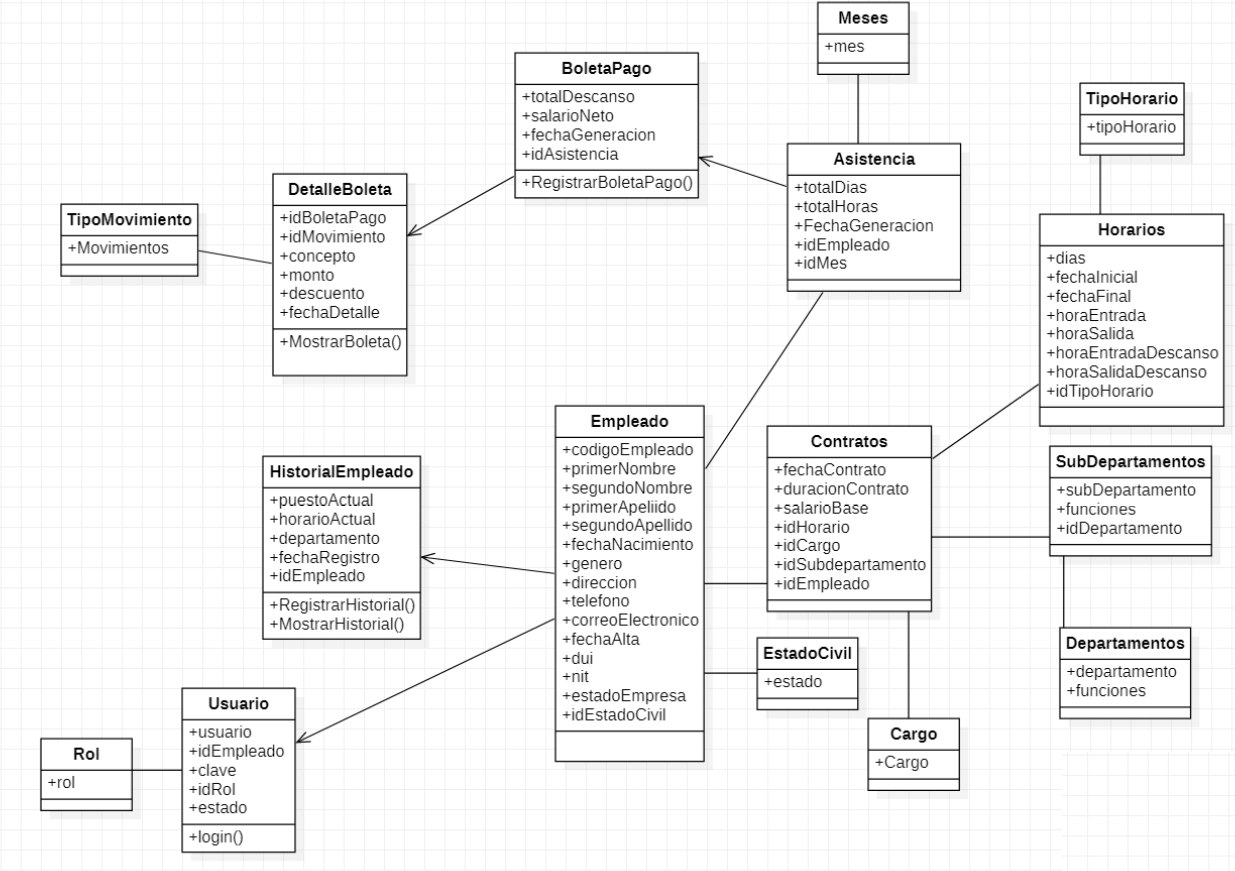 Meses
+mes
BoletaPago
+totalDescanso
+salarioNeto
+fechaGeneracion
+idAsistencia
+RegistrarBoletaPago()
TipoHorario
+tipoHorario
Asistencia
+totalDias
+totalHoras
+FechaGeneracion
+idEmpleado
+idMes
DetalleBoleta
+idBoletaPago
+idMovimiento
+concepto
+monto
+descuento
+fechaDetalle
+MostrarBoleta()
TipoMovimiento
+Movimientos
Horarios
+dias
+fechaInicial
+fechaFinal
+horaEntrada
+horaSalida
+horaEntradaDescanso
+horaSalidaDescanso
+idTipoHorario
Empleado
+codigoEmpleado
+primerNombre
+segundoNombre
+primerApeliido
+segundoApellido
+fechaNacimiento
+genero
+direccion
+telefono
+correoElectronico
+fechaAlta
+dui
+nit
+estadoEmpresa
+idEstadoCivil
Contratos
+fechaContrato
+duracionContrato
+salarioBase
+idHorario
+idCargo
+idSubdepartamento
+idEmpleado
SubDepartamentos
+subDepartamento
+funciones
+idDepartamento
HistorialEmpleado
+puestoActual
+horarioActual
+departamento
+fechaRegistro
+idEmpleado
+RegistrarHistorial()
+MostrarHistorial()
Departamentos
+departamento
+funciones
EstadoCivil
+estado
Usuario
+usuario
+idEmpleado
+clave
+idRol
+estado
+login()
Rol
+rol
Cargo
+Cargo